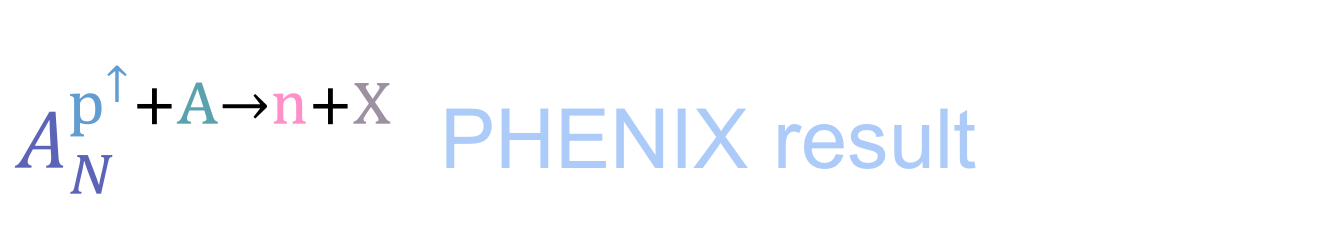 A_N^{p^↑+A→n+X} PHENIX result